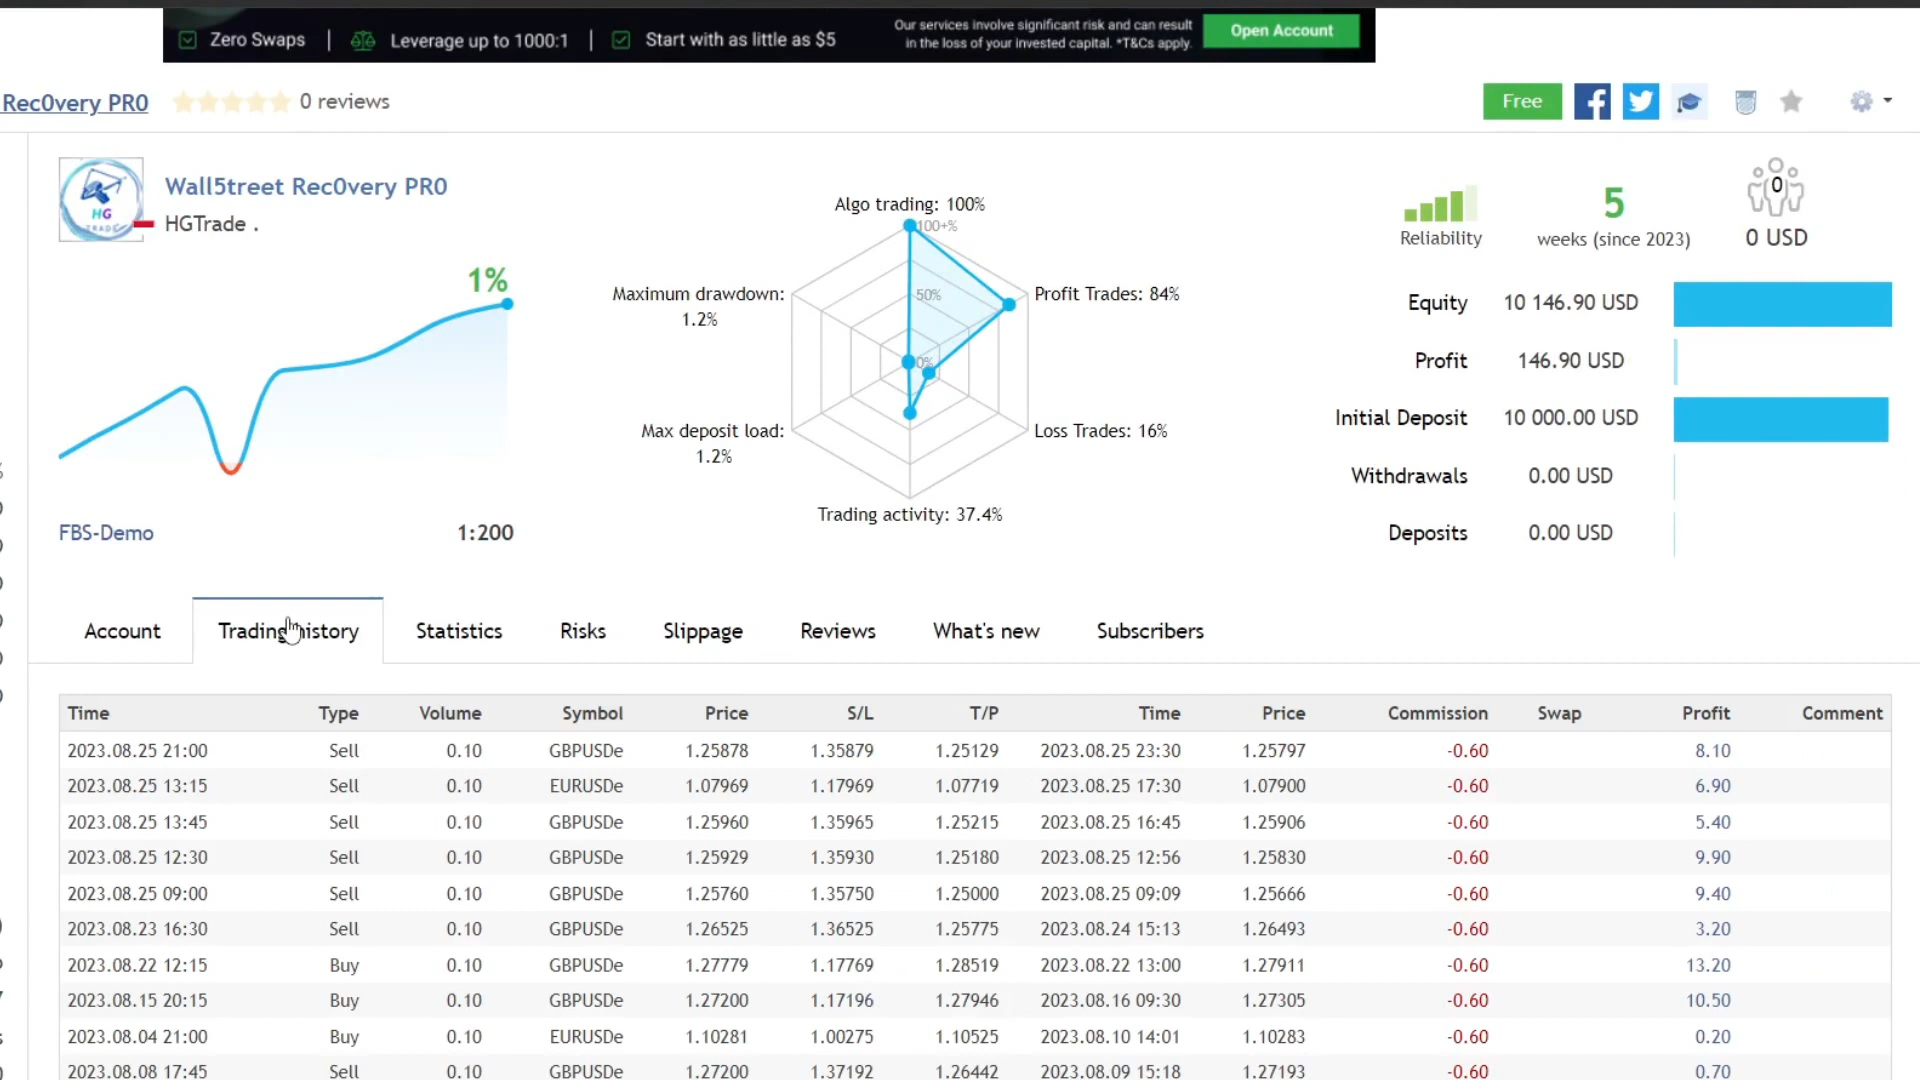 Zero Swaps | Leverage up to 1000:1 | Start with as little as $5
Our services involve significant risk and can result
in the loss of your invested capital. *T&Cs apply.
Open Account
Rec0very PR0 0 reviews
Free
Wall5treet Rec0very PR0
HGTrade .
HG
TRADE
1%
FBS-Demo 1:200
Algo trading: 100%
100+%
Maximum drawdown:
1.2%
50%
Profit Trades: 84%
0%
Max deposit load:
1.2%
Loss Trades: 16%
Trading activity: 37.4%
Reliability
5
weeks (since 2023)
0
0 USD
Equity 10 146.90 USD
Profit 146.90 USD
Initial Deposit 10 000.00 USD
Withdrawals 0.00 USD
Deposits 0.00 USD
Account Trading history Statistics Risks Slippage Reviews What's new Subscribers
Time Type Volume Symbol Price S/L T/P Time Price Commission Swap Profit Comment
2023.08.25 21:00 Sell 0.10 GBPUSDe 1.25878 1.35879 1.25129 2023.08.25 23:30 1.25797 -0.60 8.10
2023.08.25 13:15 Sell 0.10 EURUSDe 1.07969 1.17969 1.07719 2023.08.25 17:30 1.07900 -0.60 6.90
2023.08.25 13:45 Sell 0.10 GBPUSDe 1.25960 1.35965 1.25215 2023.08.25 16:45 1.25906 -0.60 5.40
2023.08.25 12:30 Sell 0.10 GBPUSDe 1.25929 1.35930 1.25180 2023.08.25 12:56 1.25830 -0.60 9.90
2023.08.25 09:00 Sell 0.10 GBPUSDe 1.25760 1.35750 1.25000 2023.08.25 09:09 1.25666 -0.60 9.40
2023.08.23 16:30 Sell 0.10 GBPUSDe 1.26525 1.36525 1.25775 2023.08.24 15:13 1.26493 -0.60 3.20
2023.08.22 12:15 Buy 0.10 GBPUSDe 1.27779 1.17769 1.28519 2023.08.22 13:00 1.27911 -0.60 13.20
2023.08.15 20:15 Buy 0.10 GBPUSDe 1.27200 1.17196 1.27946 2023.08.16 09:30 1.27305 -0.60 10.50
2023.08.04 21:00 Buy 0.10 EURUSDe 1.10281 1.00275 1.10525 2023.08.10 14:01 1.10283 -0.60 0.20
2023.08.08 17:45 Sell 0.10 GBPUSDe 1.27200 1.37192 1.26442 2023.08.09 15:18 1.27193 -0.60 0.70